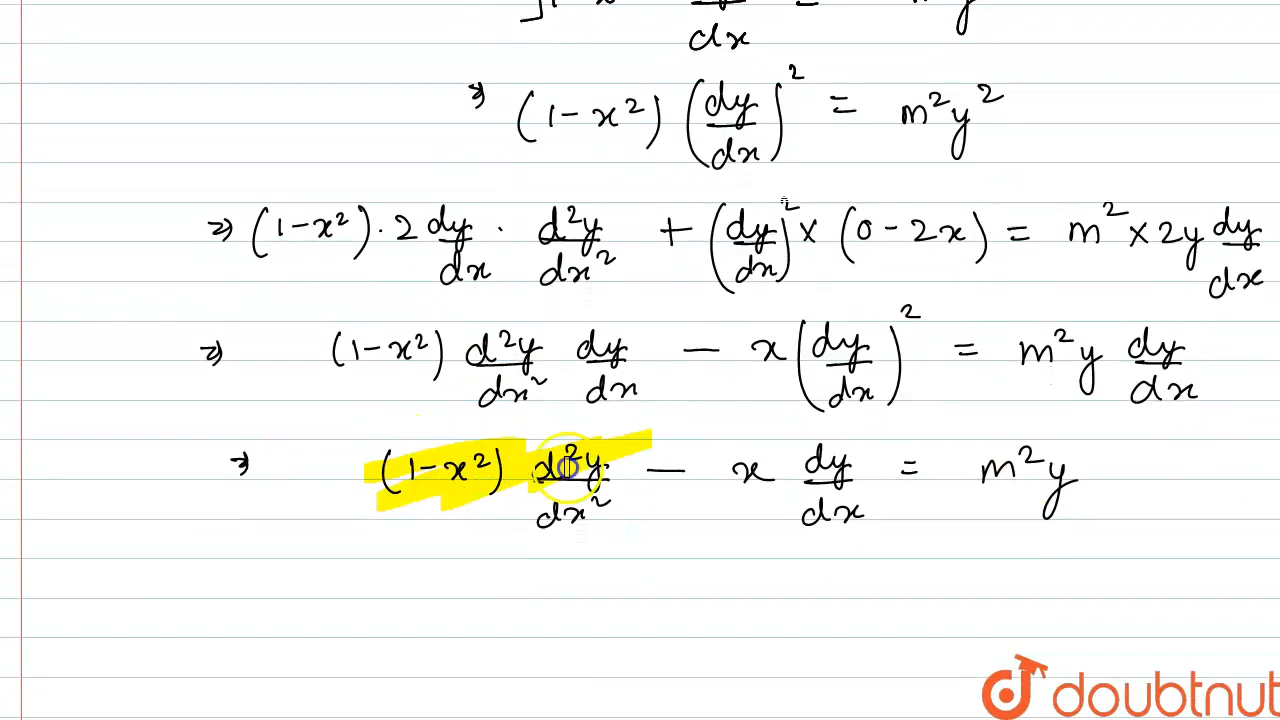 dx
⇒ (1-x²) (dy/dx)² = m²y²
⇒ (1-x²) . 2 dy/dx . d²y/dx² + (dy/dx)² × (0-2x) = m² × 2y dy/dx
⇒ (1-x²) d²y/dx² dy/dx - x (dy/dx)² = m²y dy/dx
⇒ (1-x²) d²y/dx² - x dy/dx = m²y
doubtnut